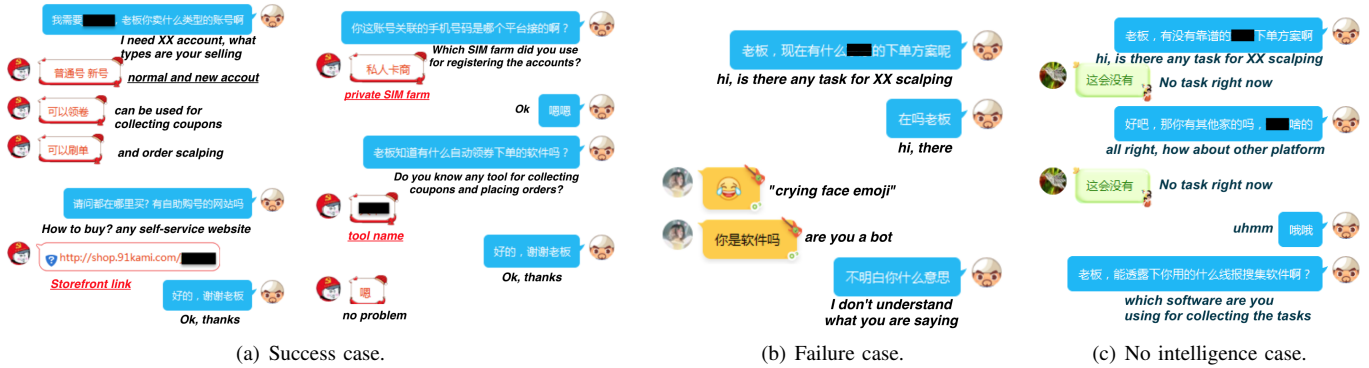 我需要 ，老板你卖什么类型的账号啊
I need XX account, what
types are your selling
普通号 新号
normal and new accout
可以领卷
can be used for
collecting coupons
可以刷单
and order scalping
请问都在哪里买? 有自助购号的网站吗
How to buy? any self-service website
http://shop.91kami.com/
Storefront link
好的，谢谢老板
Ok, thanks
你这账号关联的手机号码是哪个平台接的啊？
Which SIM farm did you use
for registering the accounts?
私人卡商
private SIM farm
嗯嗯
Ok
老板知道有什么自动领券下单的软件吗？
Do you know any tool for collecting
coupons and placing orders?
tool name
好的，谢谢老板
Ok, thanks
嗯
no problem
(a) Success case.
老板，现在有什么 的下单方案呢
hi, is there any task for XX scalping
在吗老板
hi, there
"crying face emoji"
你是软件吗
are you a bot
不明白你什么意思
I don't understand
what you are saying
(b) Failure case.
老板，有没有靠谱的 下单方案啊
hi, is there any task for XX scalping
这会没有
No task right now
好吧，那你有其他家的吗， 啥的
all right, how about other platform
这会没有
No task right now
哦哦
uhmm
老板，能透露下你用的什么线报搜集软件啊？
which software are you
using for collecting the tasks
(c) No intelligence case.